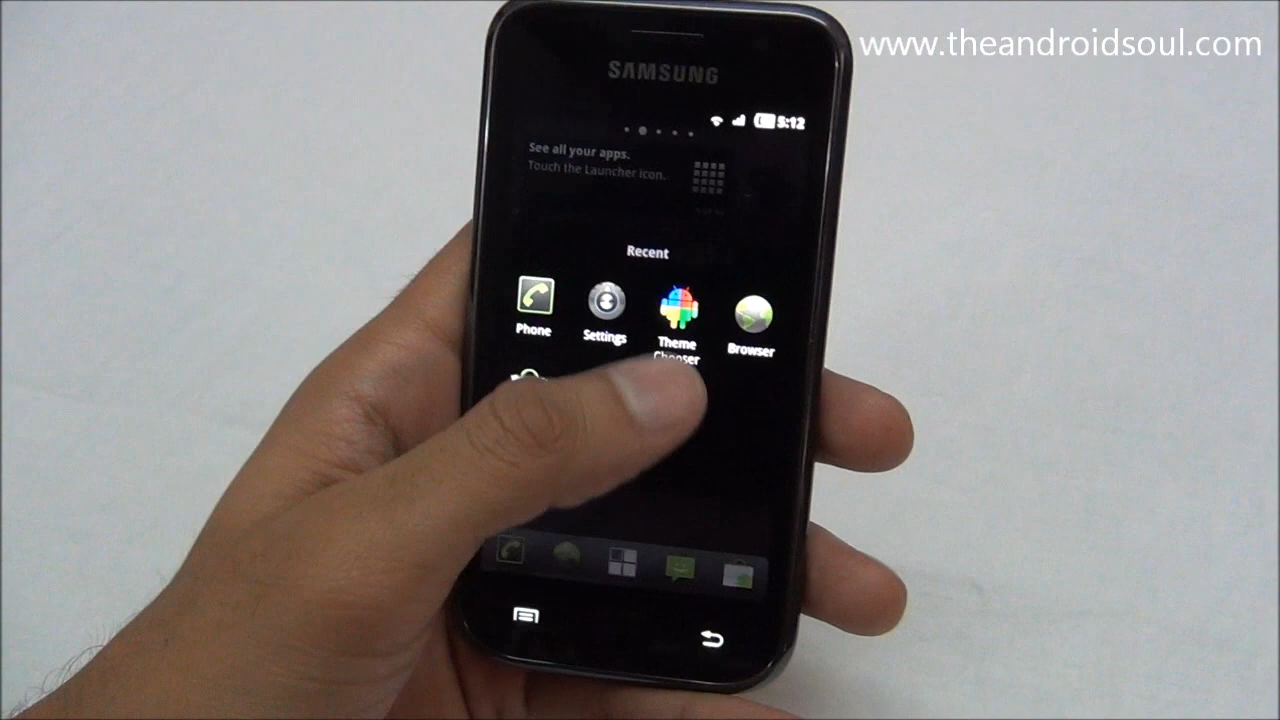 www.theandroidsoul.com
SAMSUNG
5:12
See all your apps.
Touch the Launcher icon.
Recent
Phone
Settings
Theme
Chooser
Browser